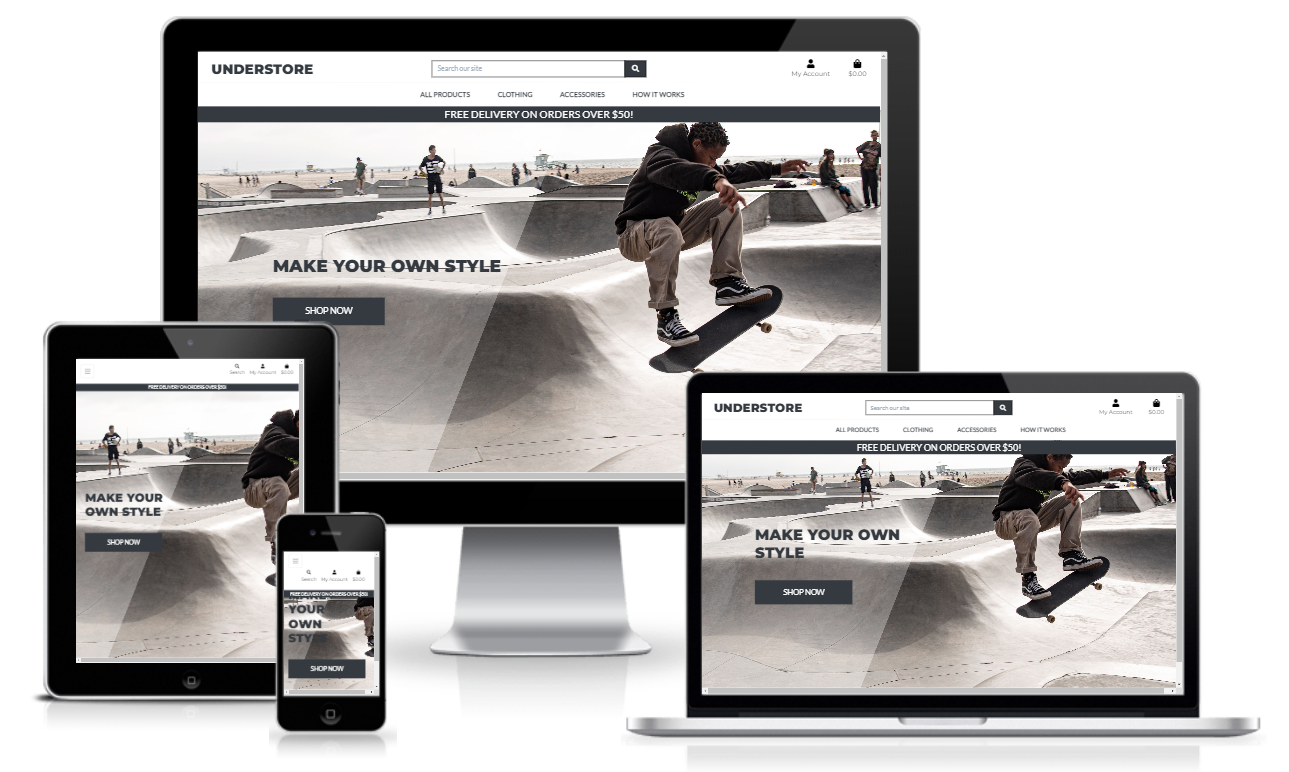 UNDERSTORE
Search our site
My Account
$0.00
ALL PRODUCTS CLOTHING ACCESSORIES HOW IT WORKS
FREE DELIVERY ON ORDERS OVER $50!
MAKE YOUR OWN STYLE
SHOP NOW
Search My Account $0.00
FREE DELIVERY ON ORDERS OVER $50!
MAKE YOUR
OWN STYLE
SHOP NOW
Search My Account $0.00
FREE DELIVERY ON ORDERS OVER $50!
YOUR
OWN
STYLE
SHOP NOW
UNDERSTORE
Search our site
My Account
$0.00
ALL PRODUCTS CLOTHING ACCESSORIES HOW IT WORKS
FREE DELIVERY ON ORDERS OVER $50!
MAKE YOUR OWN
STYLE
SHOP NOW